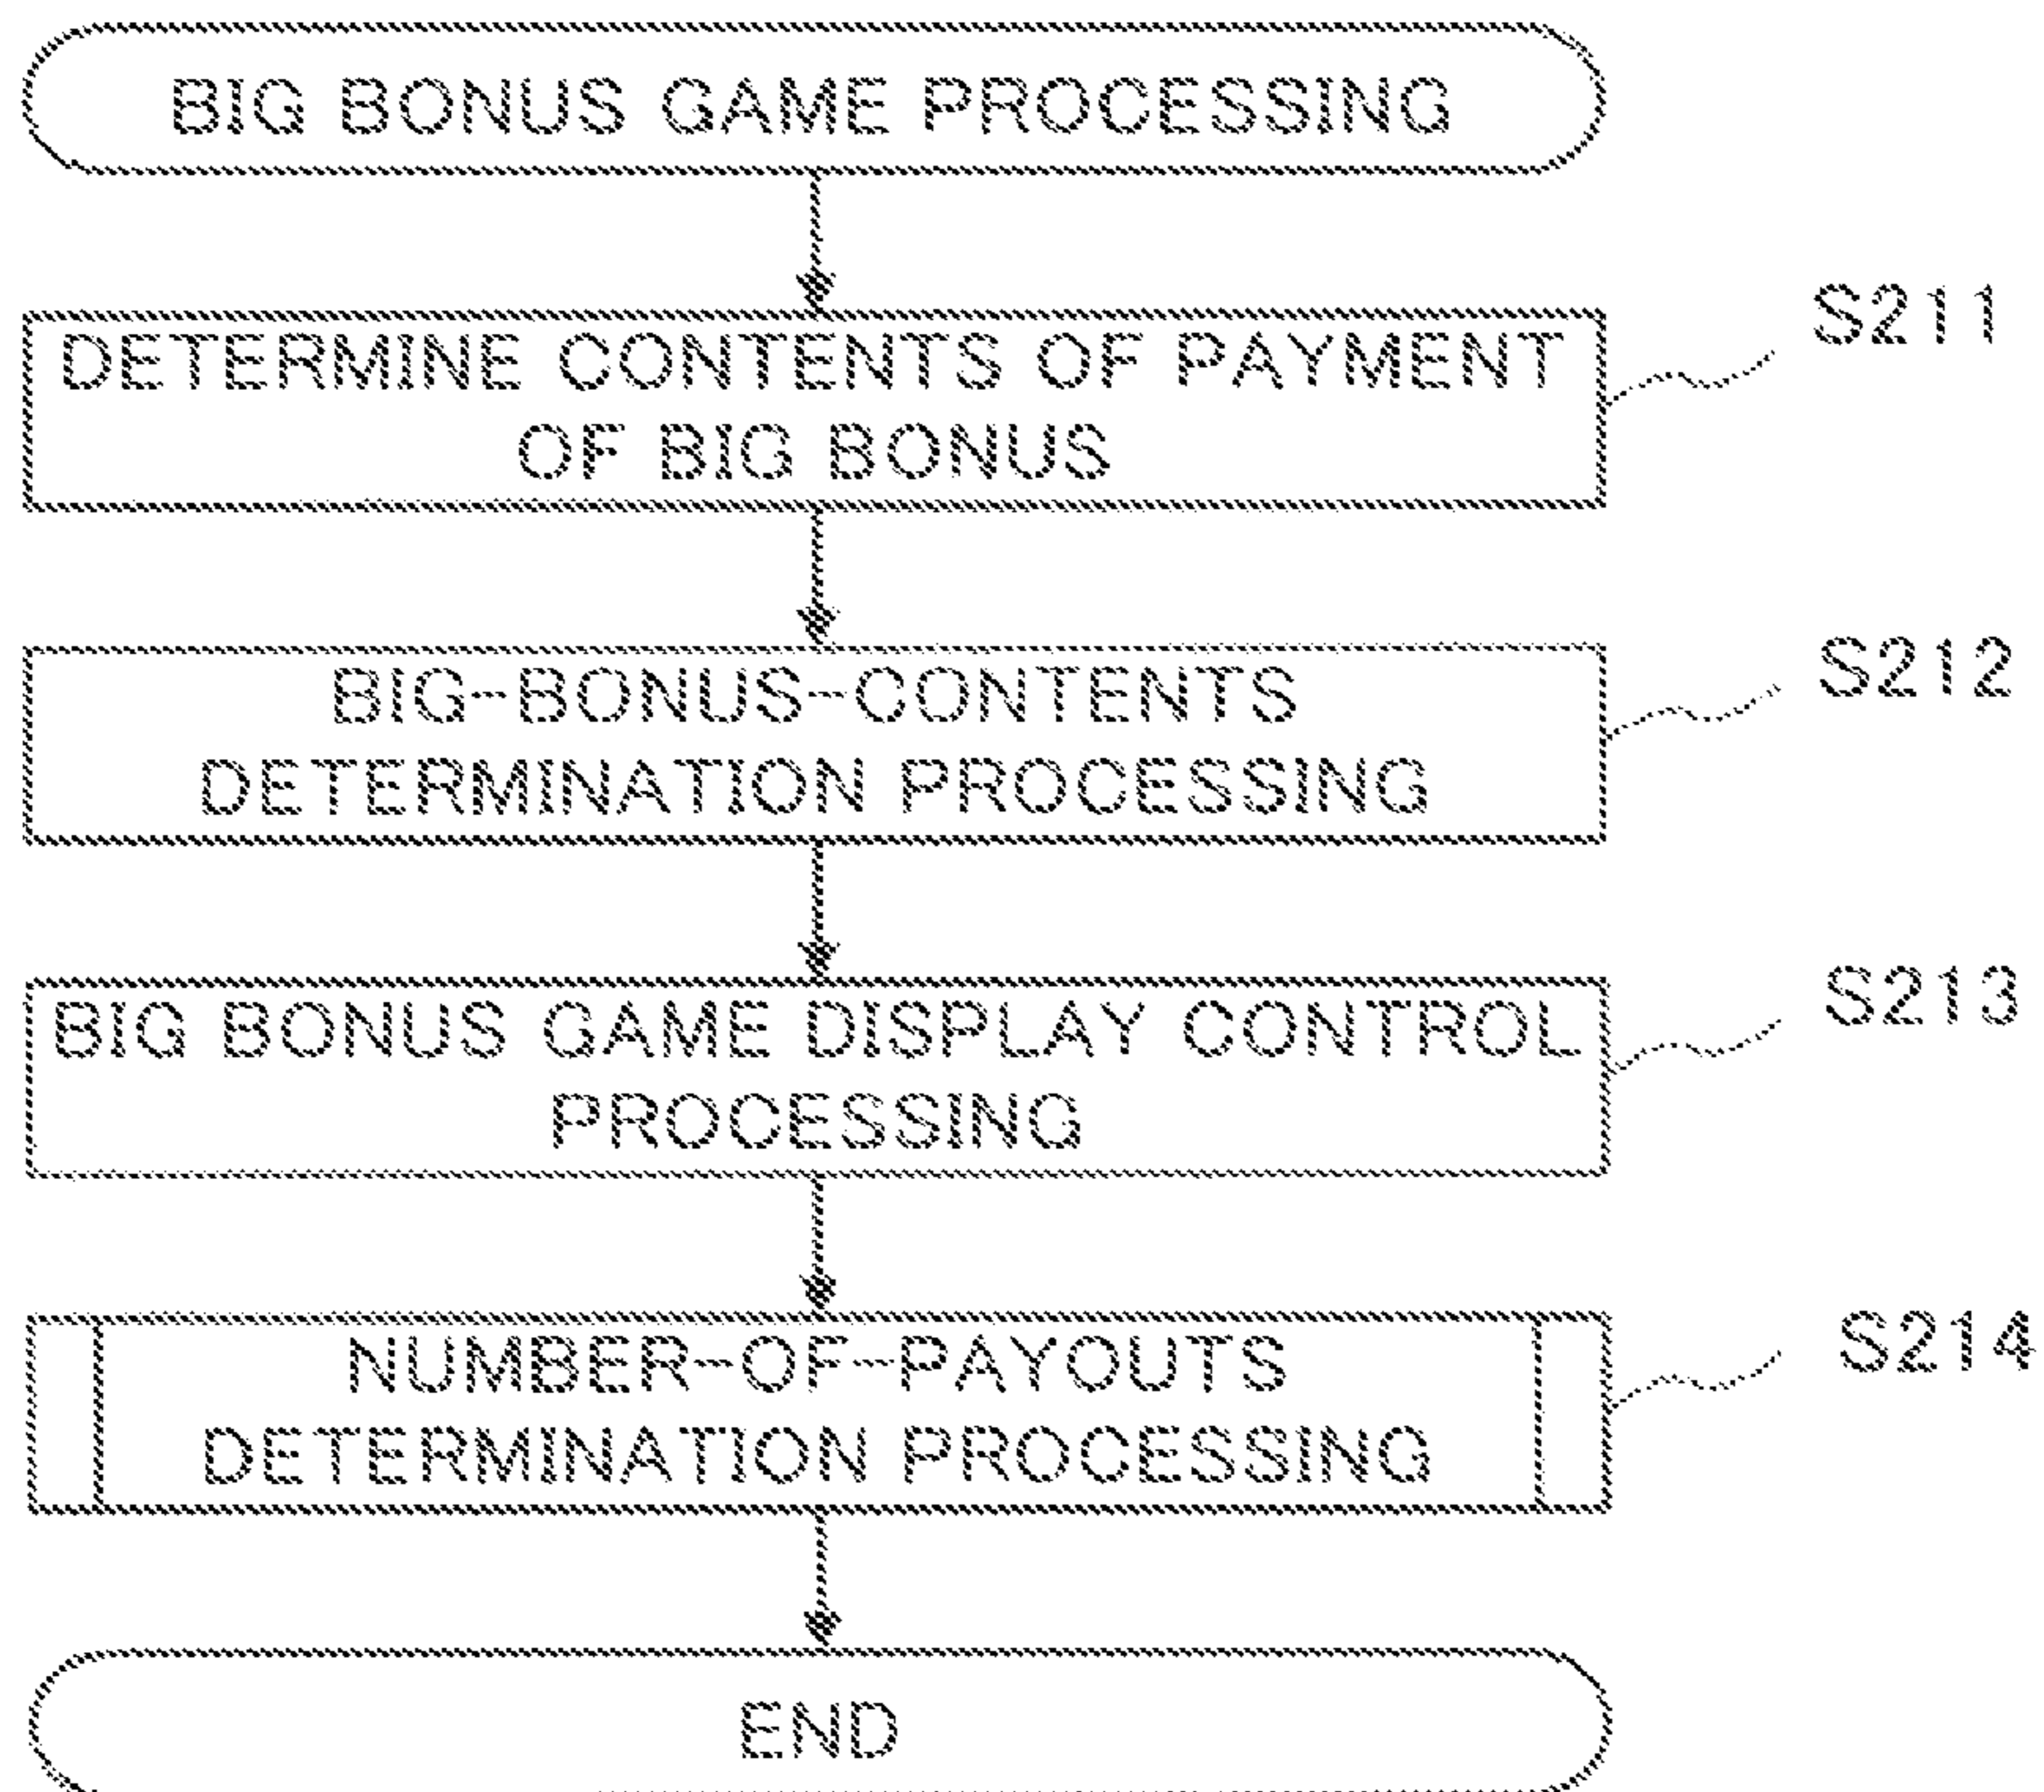 BIG BONUS GAME PROCESSING
DETERMINE CONTENTS OF PAYMENT
OF BIG BONUS
S211
BIG-BONUS-CONTENTS
DETERMINATION PROCESSING
S212
BIG BONUS GAME DISPLAY CONTROL
PROCESSING
S213
NUMBER-OF-PAYOUTS
DETERMINATION PROCESSING
S214
END